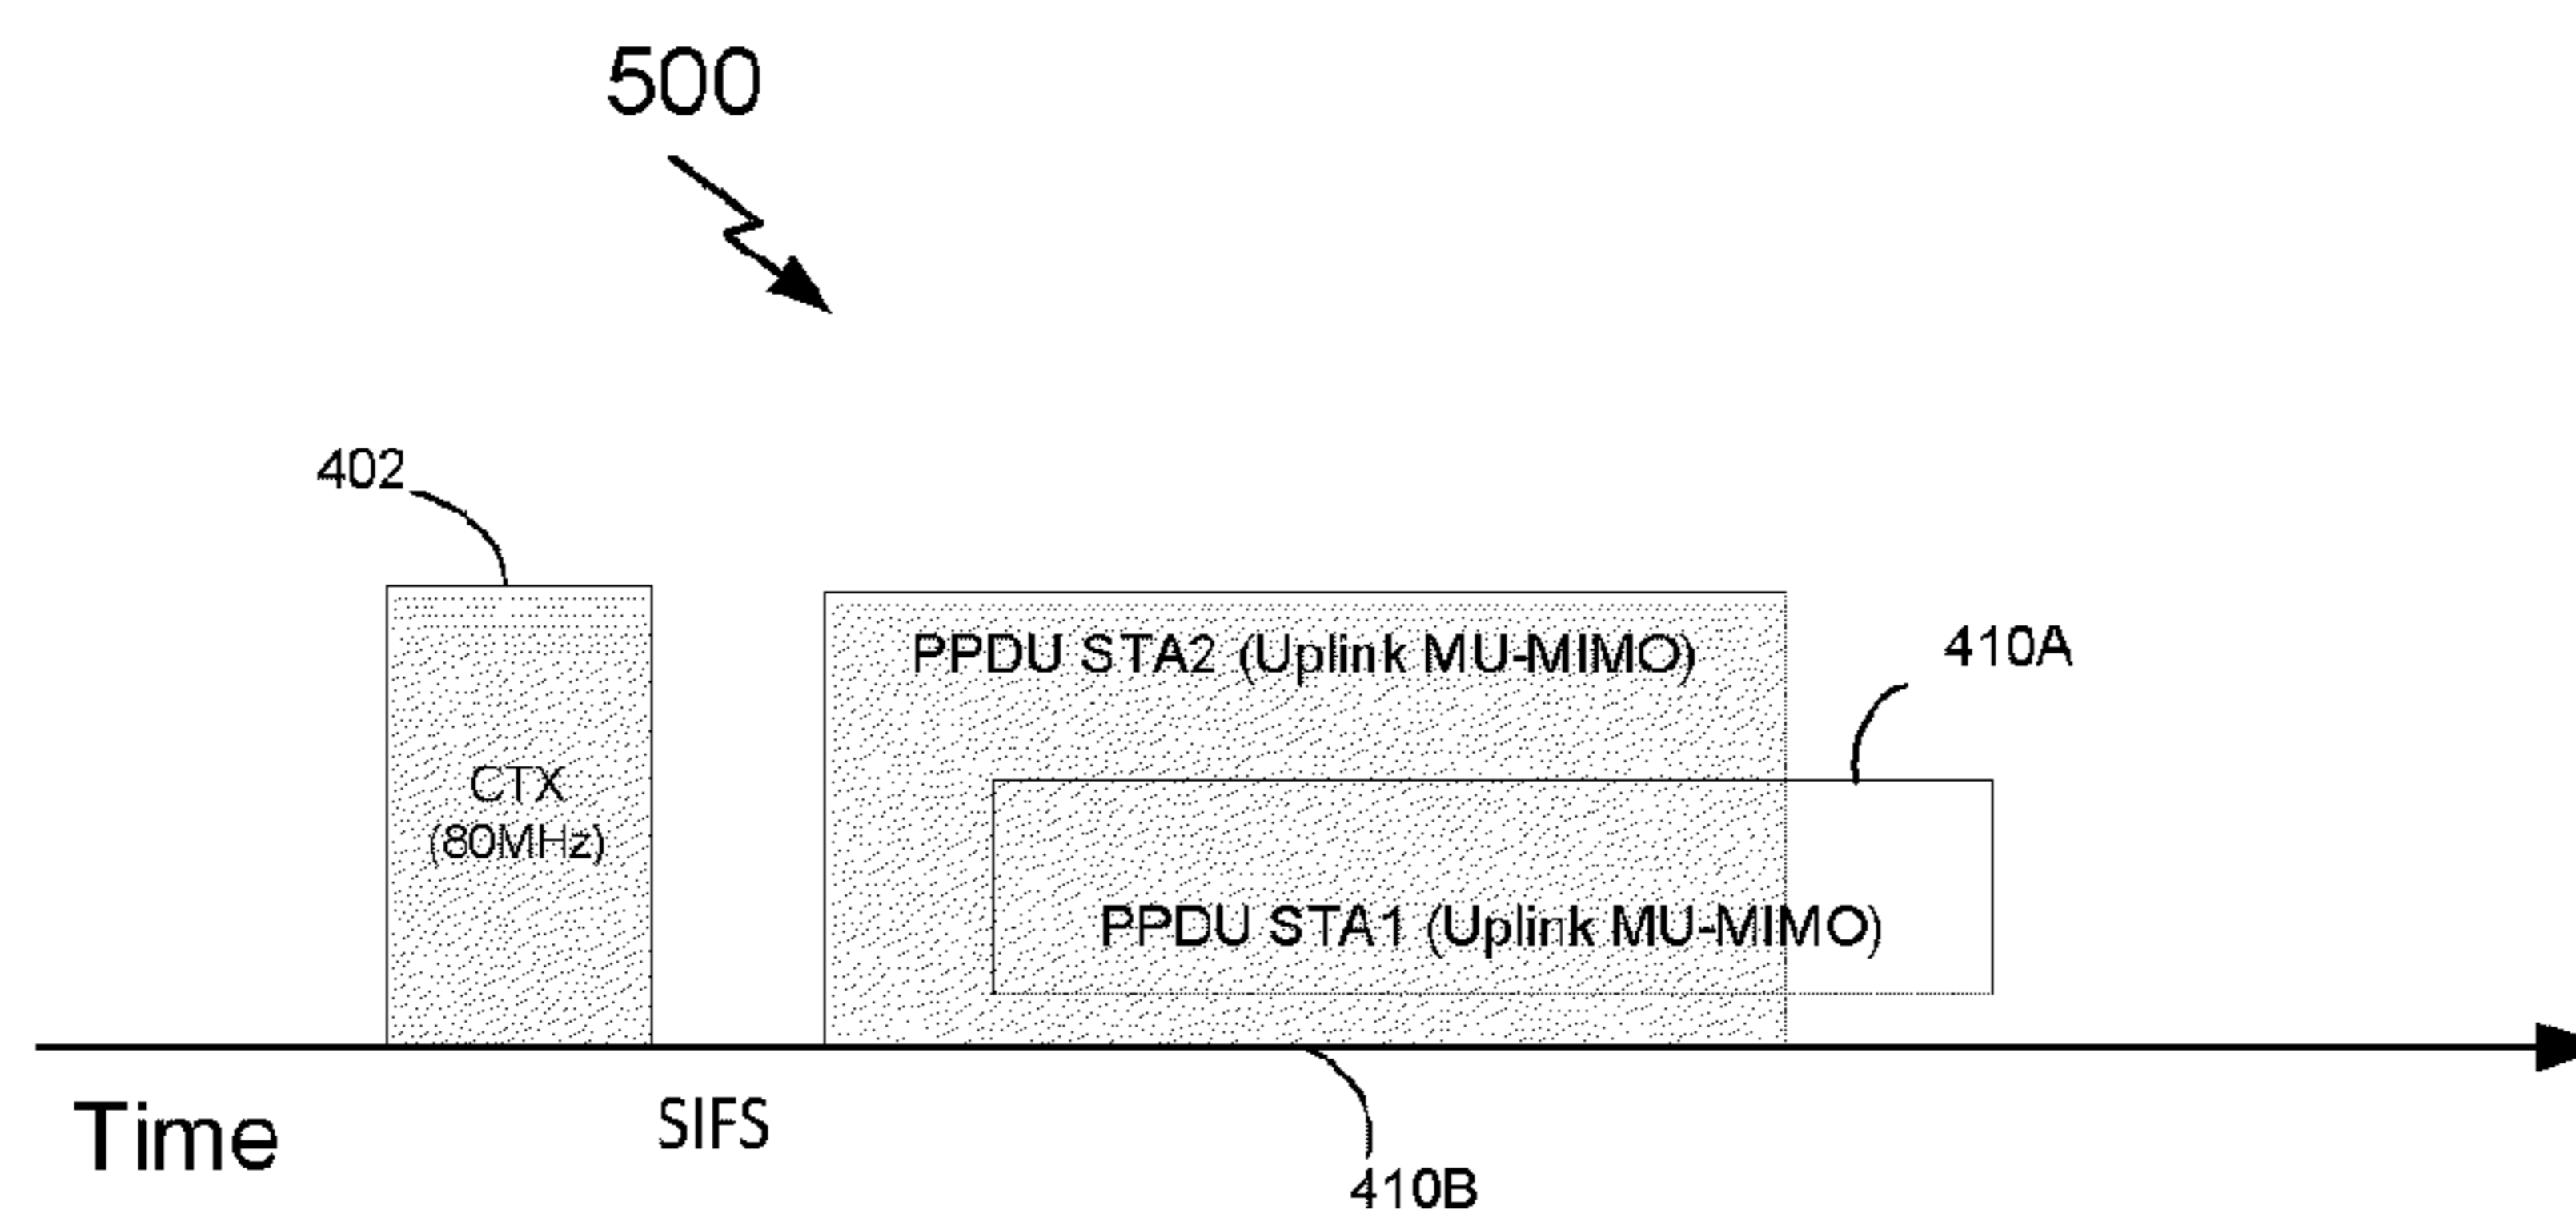 500
402
PPDU STA2 (Uplink MU-MIMO)
410A
CTX
(80MHz)
PPDU STA1 (Uplink MU-MIMO)
Time
SIFS
410B